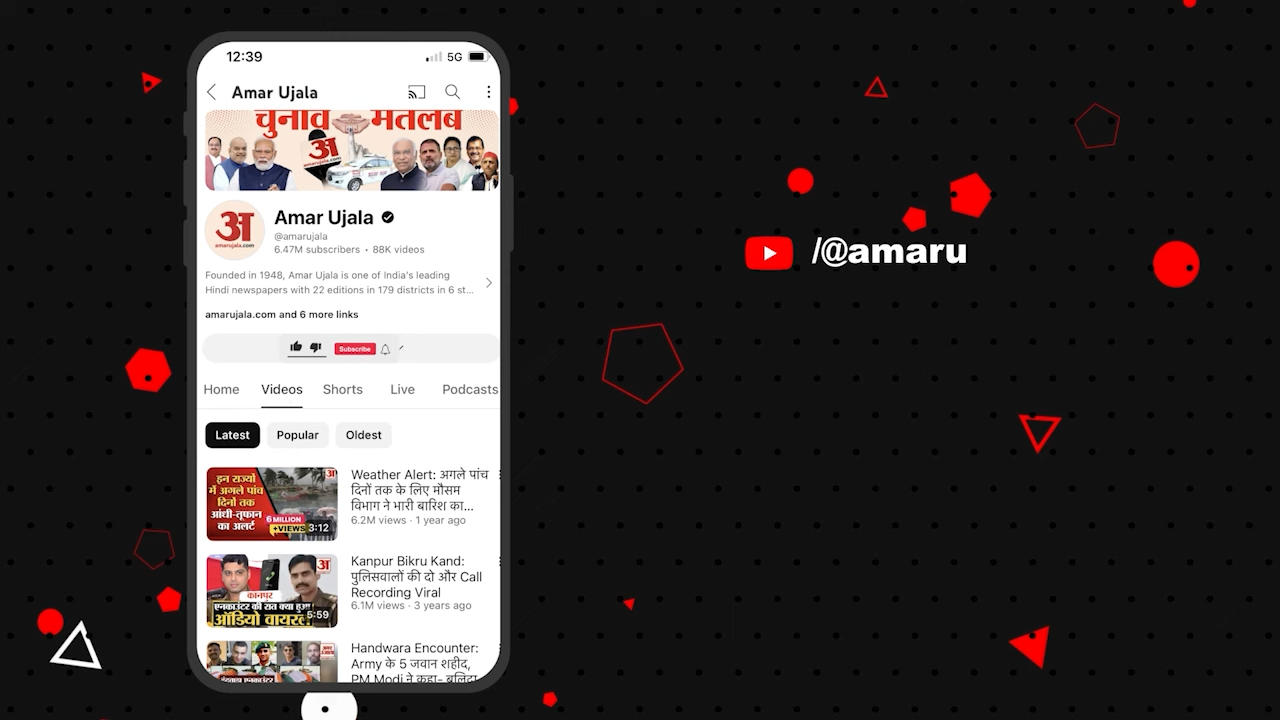 12:39
5G
Amar Ujala
चुनाव मतलब
अ
amarujala.com
अ
amarujala.com
Amar Ujala
@amarujala
6.47M subscribers • 88K videos
Founded in 1948, Amar Ujala is one of India's leading
Hindi newspapers with 22 editions in 179 districts in 6 st...
amarujala.com and 6 more links
Subscribe
Home Videos Shorts Live Podcasts
Latest Popular Oldest
इन राज्यों
में अगले पांच
दिनों तक
आंधी-तूफान
का अलर्ट
अ
6 MILLION
+VIEWS
3:12
Weather Alert: अगले पांच
दिनों तक के लिए मौसम
विभाग ने भारी बारिश का...
6.2M views · 1 year ago
अ
कानपुर
एनकाउंटर की रात क्या हुआ
ऑडियो वायरल
5:59
Kanpur Bikru Kand:
पुलिसवालों की दो और Call
Recording Viral
6.1M views · 3 years ago
Handwara Encounter:
Army के 5 जवान शहीद,
PM Modi ने कहा- बलिदा
/@amaru